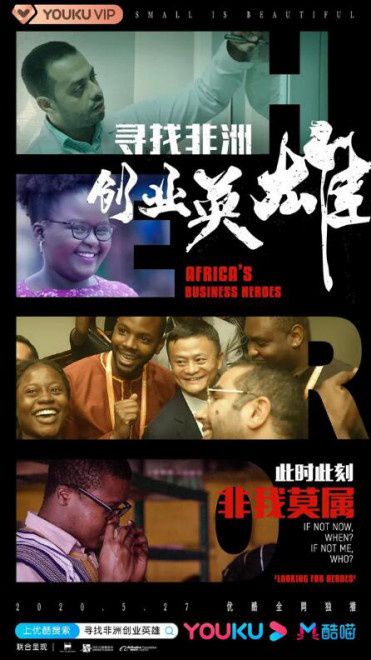 YOUKU VIP
SMALL IS BEAUTIFUL
HERO
寻找非洲
创业英雄
AFRICA'S
BUSINESS HEROES
此时此刻
非我莫属
IF NOT NOW,
WHEN?
IF NOT ME,
WHO?
"LOOKING FOR HEROES"
2020.5.27 优酷全网独播
上优酷搜索 寻找非洲创业英雄 YOUKU 酷喵
联合呈现